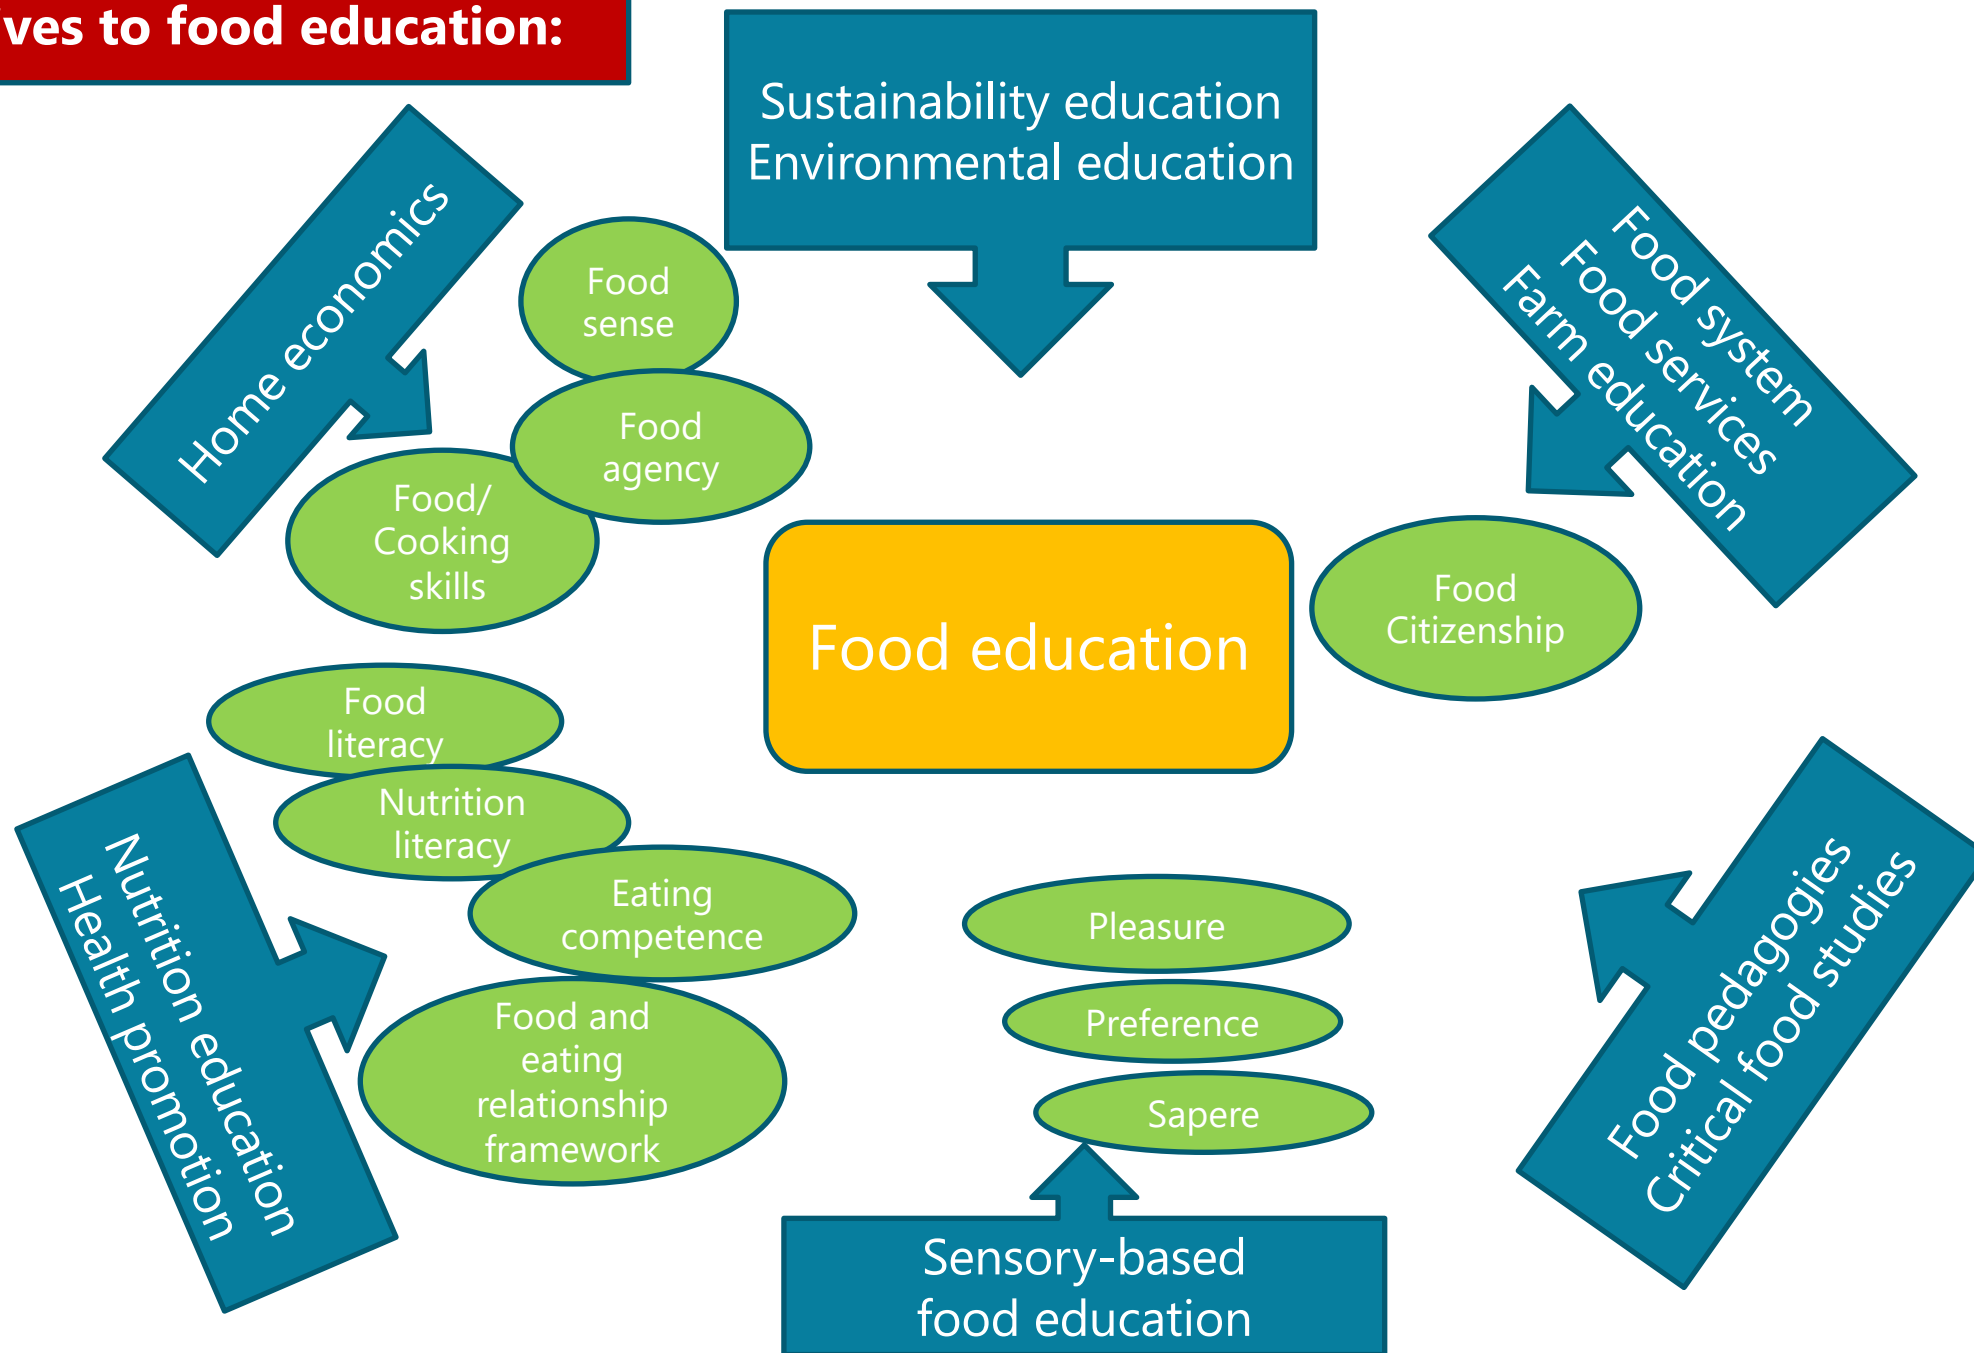 ves to food education:
Sustainability education
Environmental education
Home economics
Food system
Food services
Farm education
Food
sense
Food
agency
Food/
Cooking
skills
Food education
Food
Citizenship
Food
literacy
Nutrition
literacy
Eating
competence
Food and
eating
relationship
framework
Nutrition education
Health promotion
Pleasure
Preference
Sapere
Food pedagogies
Critical food studies
Sensory-based
food education